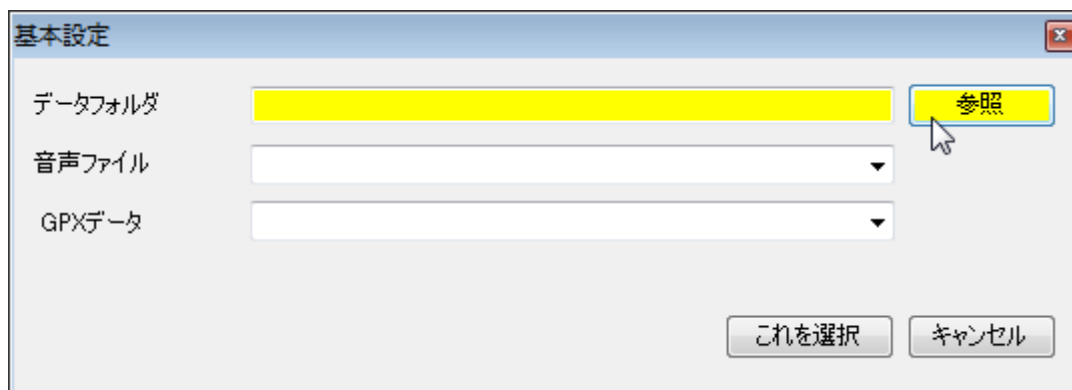 基本設定
データフォルダ 参照
音声ファイル
GPXデータ
これを選択 キャンセル